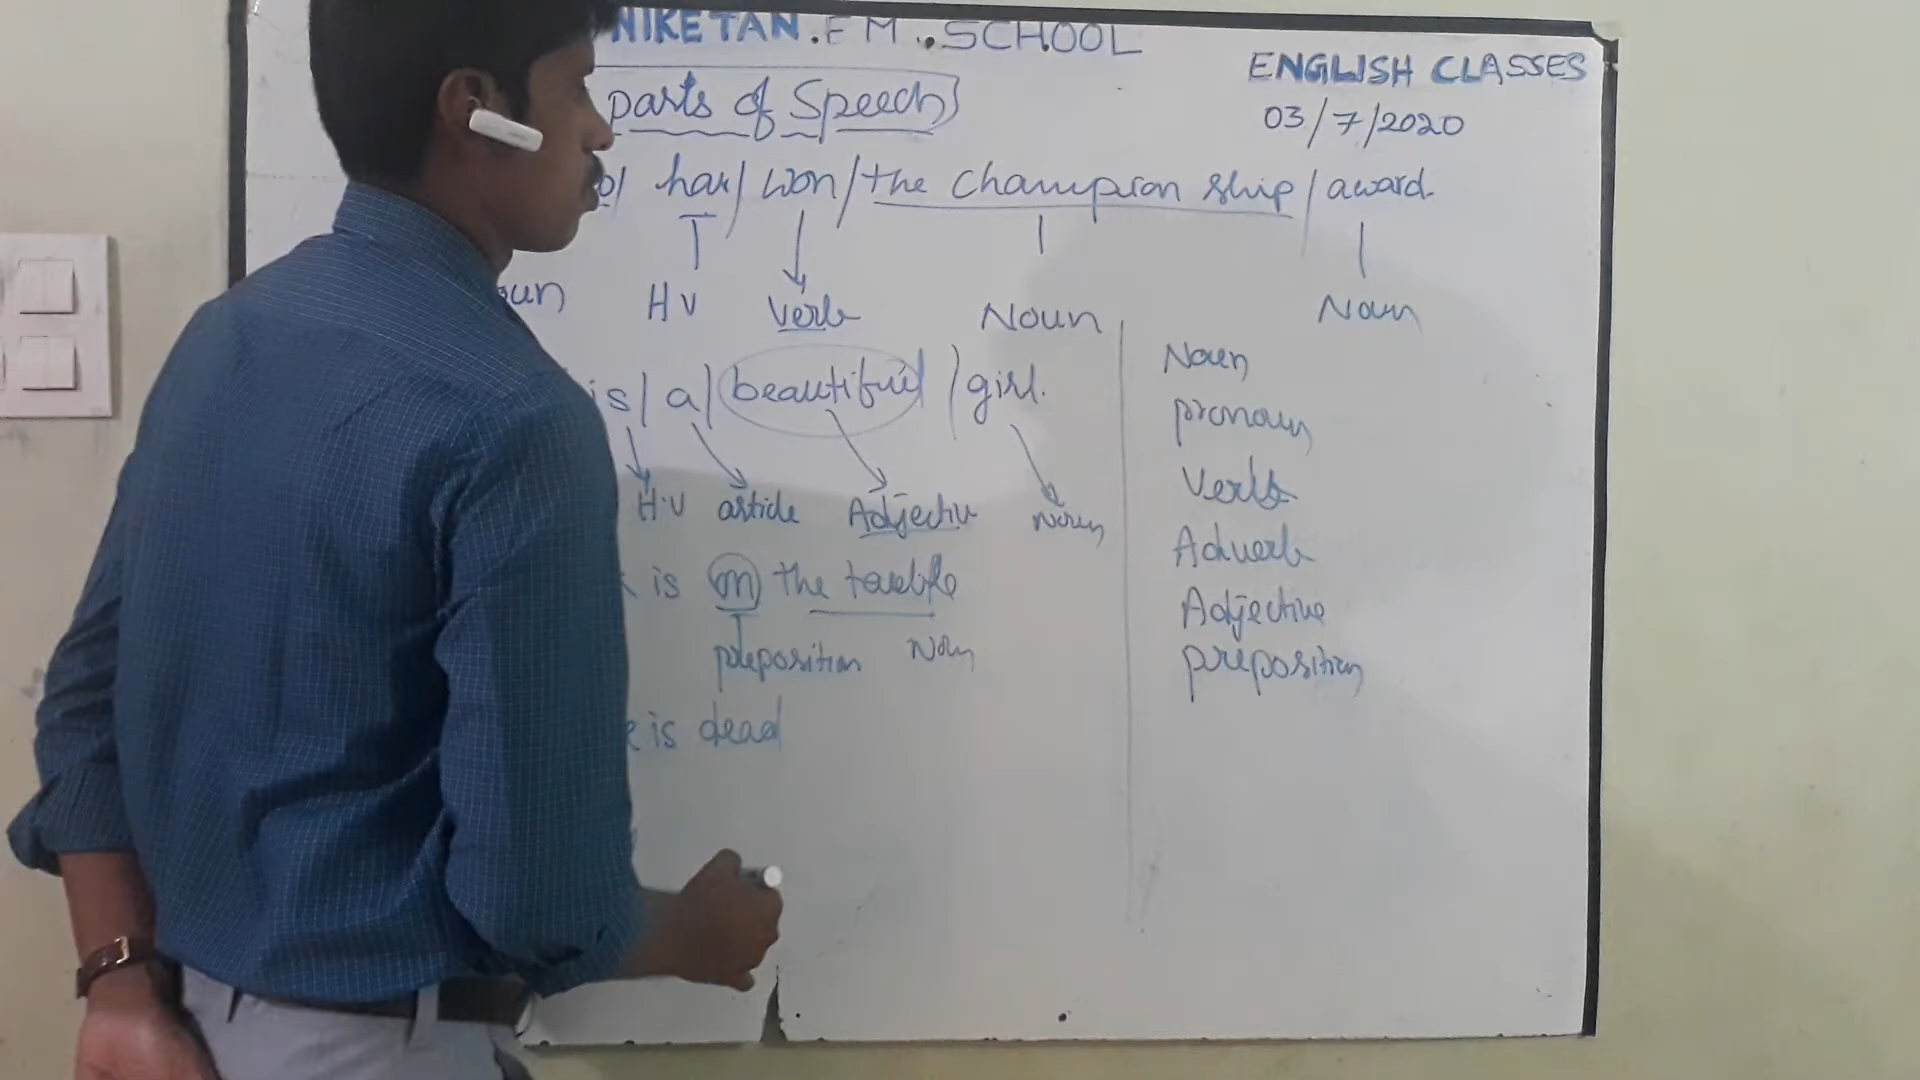 NIKETAN.EM.SCHOOL
ENGLISH CLASSES
parts of Speech
03/7/2020
has/ won/the champion ship/award
HV Verb Noun Noun
is/a/beautiful/girl.
H.V article Adjective Noun
is on the table
preposition Noun
is dead
Noun
pronoun
Verb
Adverb
Adjective
preposition